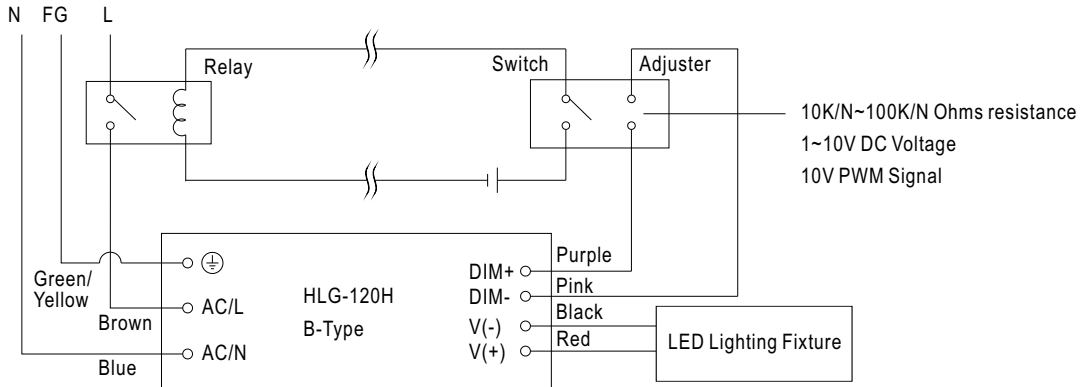 N FG L
Relay
Switch
Adjuster
10K/N~100K/N Ohms resistance
1~10V DC Voltage
10V PWM Signal
Green/
Yellow
Brown
Blue
AC/L
AC/N
HLG-120H
B-Type
DIM+
DIM-
V(-)
V(+)
Purple
Pink
Black
Red
LED Lighting Fixture